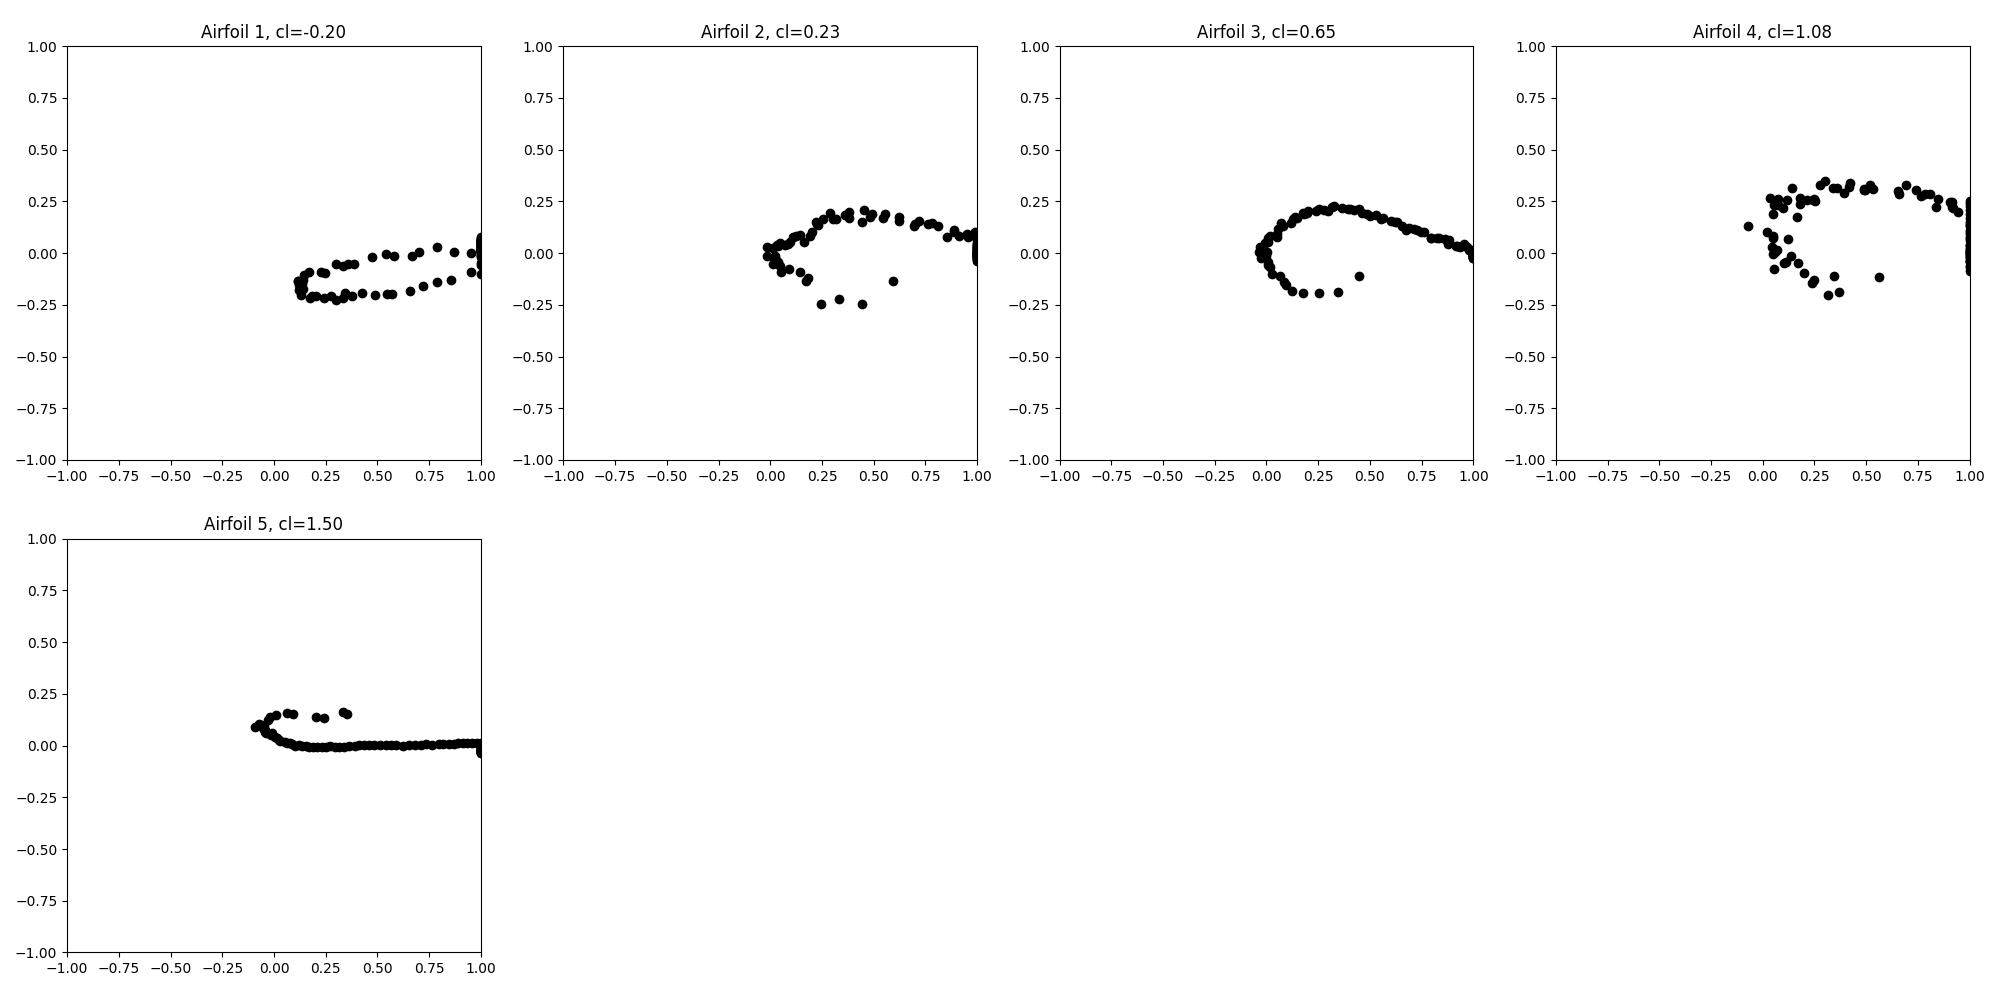 Airfoil 1, cl=-0.20
Airfoil 2, cl=0.23
Airfoil 3, cl=0.65
Airfoil 4, cl=1.08
1.00 1.00 1.00 1.00
0.75 0.75 0.75 0.75
0.50 0.50 0.50 0.50
0.25 0.25 0.25 0.25
0.00 0.00 0.00 0.00
−0.25 −0.25 −0.25 −0.25
−0.50 −0.50 −0.50 −0.50
−0.75 −0.75 −0.75 −0.75
−1.00 −1.00 −1.00 −1.00
−1.00 −0.75 −0.50 −0.25 0.00 0.25 0.50 0.75 1.00
−1.00 −0.75 −0.50 −0.25 0.00 0.25 0.50 0.75 1.00
−1.00 −0.75 −0.50 −0.25 0.00 0.25 0.50 0.75 1.00
−1.00 −0.75 −0.50 −0.25 0.00 0.25 0.50 0.75 1.00
Airfoil 5, cl=1.50
1.00
0.75
0.50
0.25
0.00
−0.25
−0.50
−0.75
−1.00
−1.00 −0.75 −0.50 −0.25 0.00 0.25 0.50 0.75 1.00